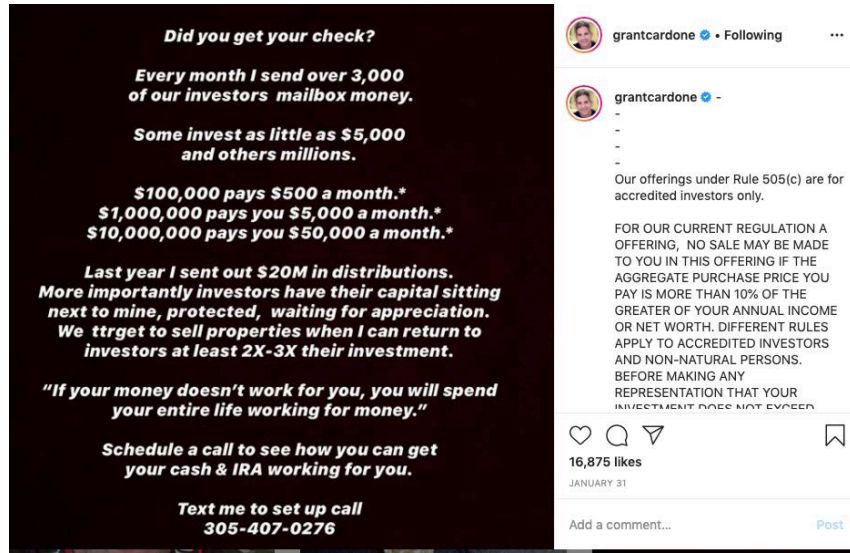 Did you get your check?
Every month I send over 3,000
of our investors mailbox money.
Some invest as little as $5,000
and others millions.
$100,000 pays $500 a month.*
$1,000,000 pays you $5,000 a month.*
$10,000,000 pays you $50,000 a month.*
Last year I sent out $20M in distributions.
More importantly investors have their capital sitting
next to mine, protected, waiting for appreciation.
We ttrget to sell properties when I can return to
investors at least 2X-3X their investment.
“If your money doesn’t work for you, you will spend
your entire life working for money.”
Schedule a call to see how you can get
your cash & IRA working for you.
Text me to set up call
305-407-0276
grantcardone • Following
grantcardone -
-
-
-
-
Our offerings under Rule 505(c) are for
accredited investors only.
FOR OUR CURRENT REGULATION A
OFFERING, NO SALE MAY BE MADE
TO YOU IN THIS OFFERING IF THE
AGGREGATE PURCHASE PRICE YOU
PAY IS MORE THAN 10% OF THE
GREATER OF YOUR ANNUAL INCOME
OR NET WORTH. DIFFERENT RULES
APPLY TO ACCREDITED INVESTORS
AND NON-NATURAL PERSONS.
BEFORE MAKING ANY
REPRESENTATION THAT YOUR
INVESTMENT DOES NOT EXCEED
16,875 likes
JANUARY 31
Add a comment...
Post